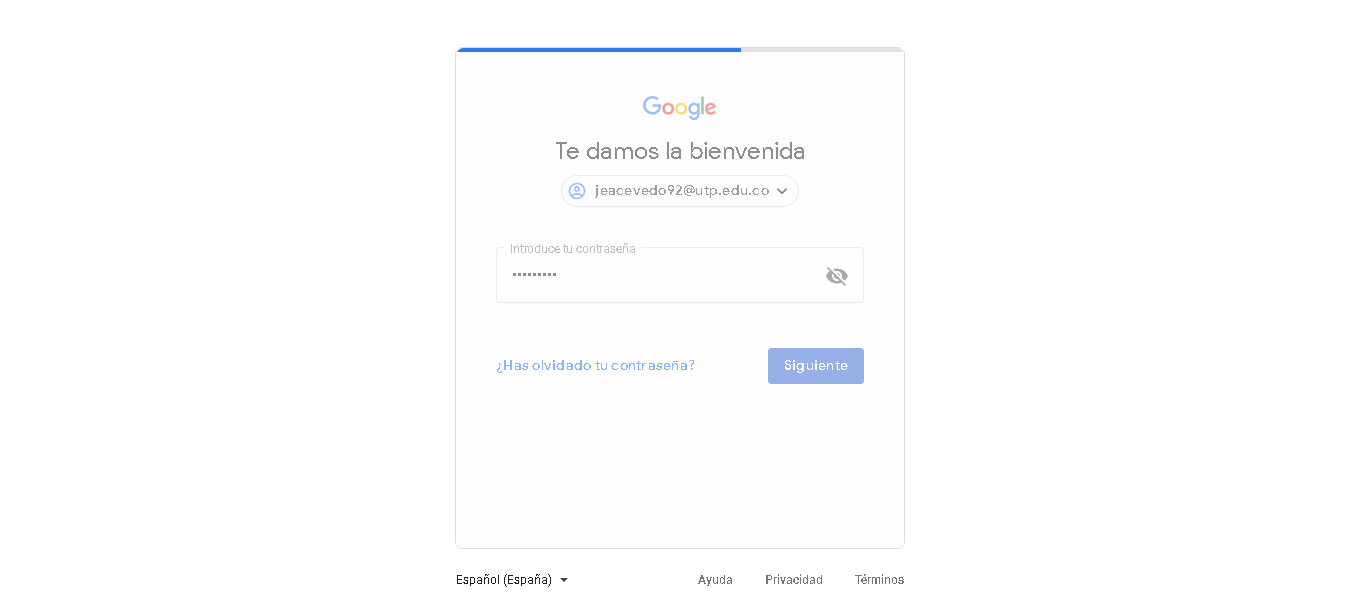 Google
Te damos la bienvenida
jeacevedo92@utp.edu.co
Introduce tu contraseña
•••••••••
¿Has olvidado tu contraseña?
Siguiente
Español (España)
Ayuda
Privacidad
Términos